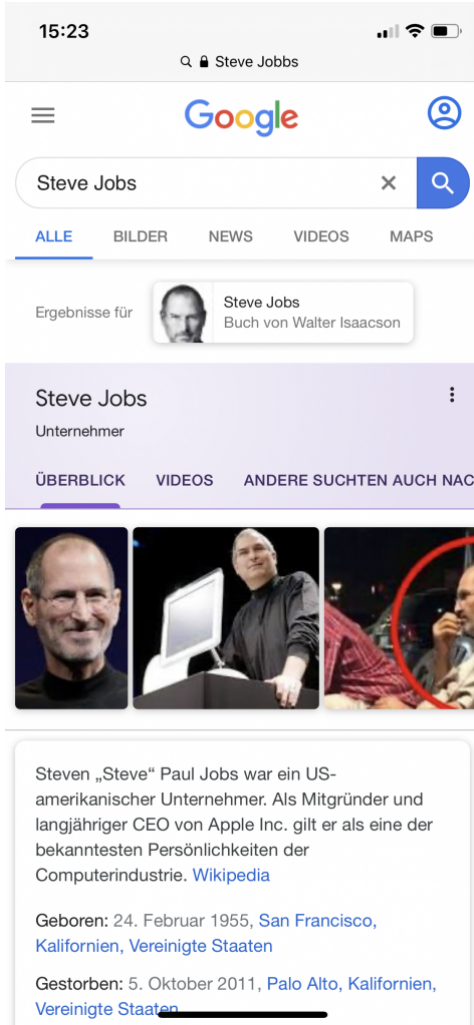 15:23
Steve Jobbs
Google
Steve Jobs
ALLE BILDER NEWS VIDEOS MAPS
Ergebnisse für
Steve Jobs
Buch von Walter Isaacson
Steve Jobs
Unternehmer
ÜBERBLICK VIDEOS ANDERE SUCHTEN AUCH NAC
Steven „Steve“ Paul Jobs war ein US-
amerikanischer Unternehmer. Als Mitgründer und
langjähriger CEO von Apple Inc. gilt er als eine der
bekanntesten Persönlichkeiten der
Computerindustrie. Wikipedia
Geboren: 24. Februar 1955, San Francisco,
Kalifornien, Vereinigte Staaten
Gestorben: 5. Oktober 2011, Palo Alto, Kalifornien,
Vereinigte Staaten